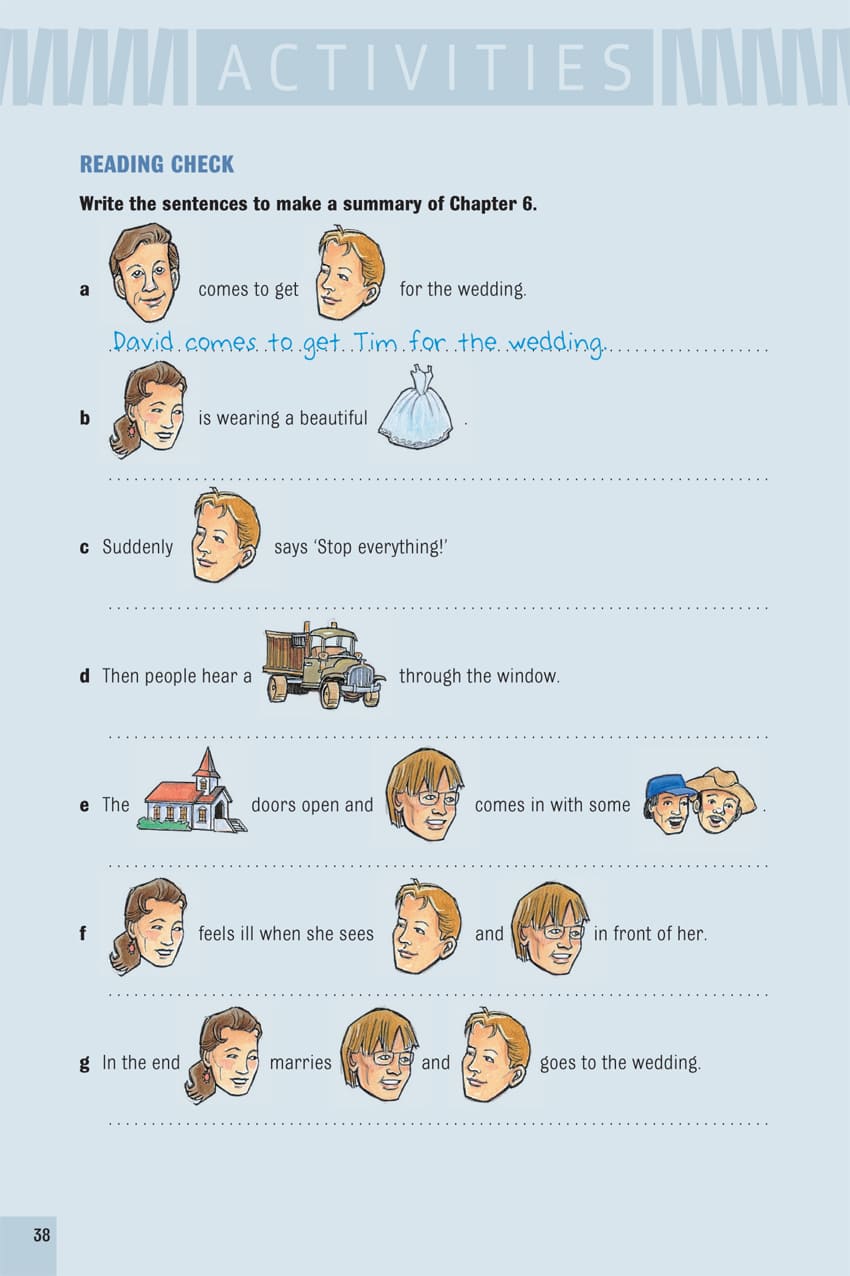 ACTIVITIES
READING CHECK
Write the sentences to make a summary of Chapter 6.
a comes to get for the wedding.
David comes to get Tim for the wedding.
b is wearing a beautiful .
c Suddenly says ‘Stop everything!’
d Then people hear a through the window.
e The doors open and comes in with some .
f feels ill when she sees and in front of her.
g In the end marries and goes to the wedding.
38